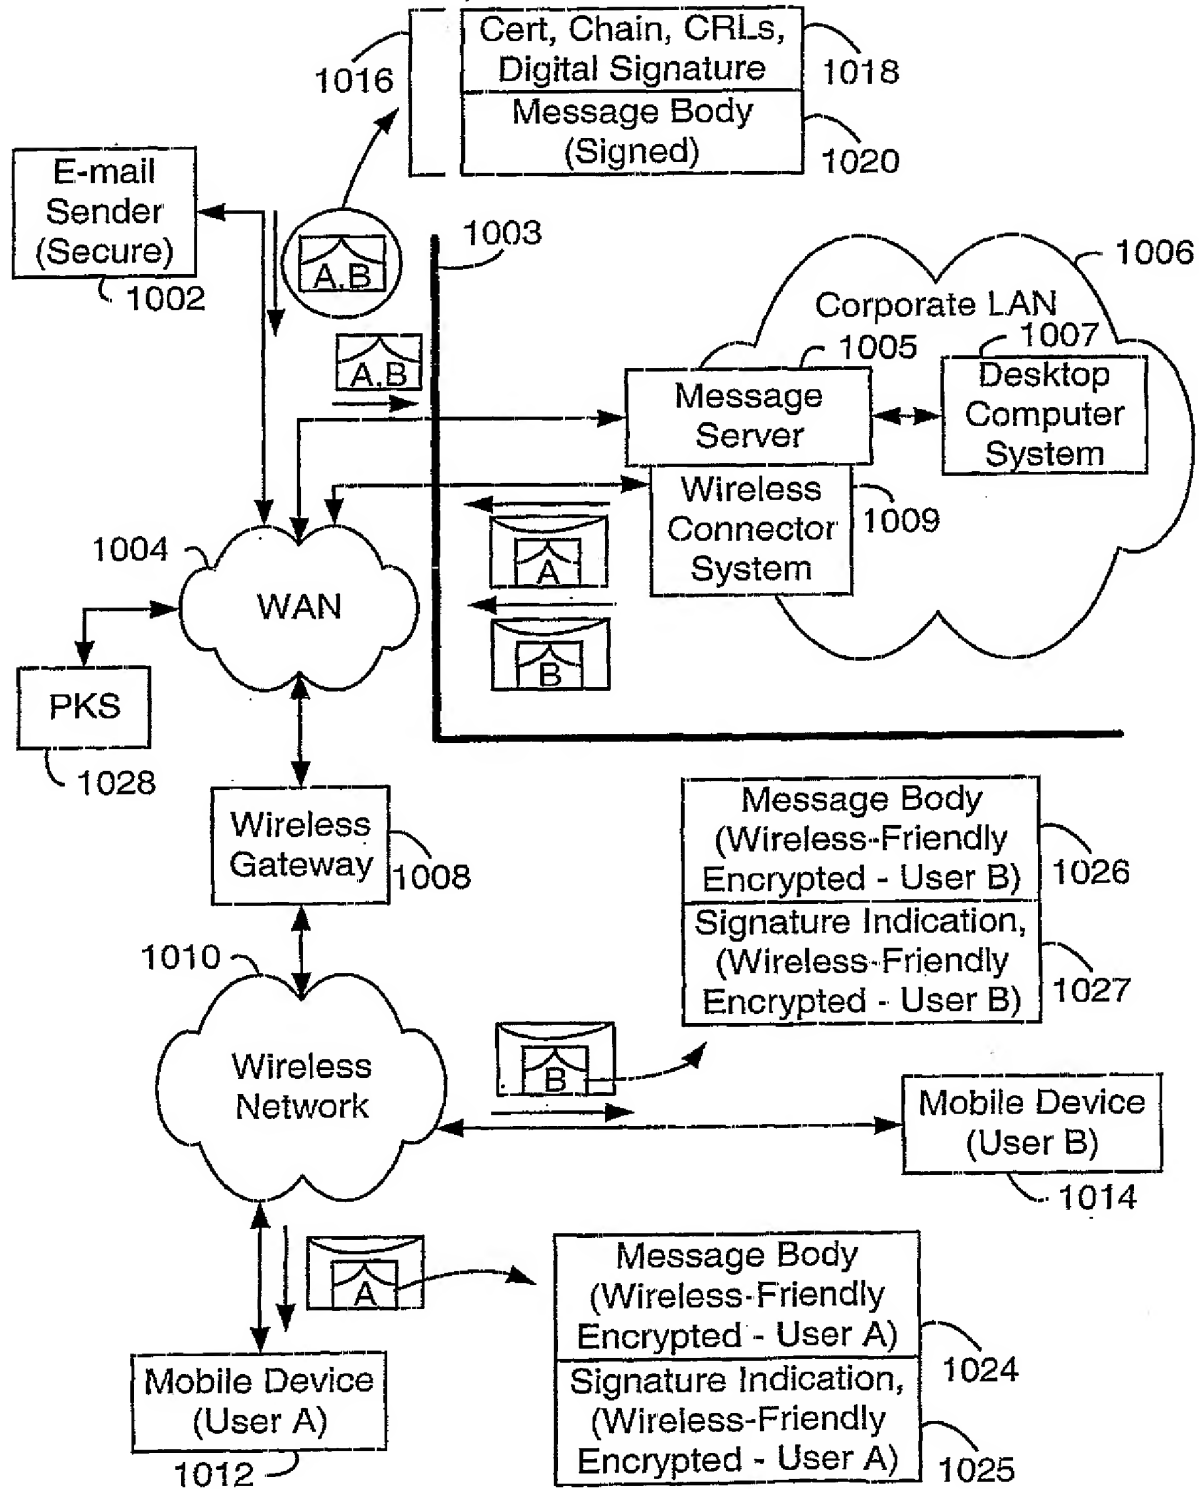 1016
Cert, Chain, CRLs,
Digital Signature
1018
Message Body
(Signed)
1020
E-mail
Sender
(Secure)
1002
A,B
1003
1006
Corporate LAN
A,B
1005
1007
Message
Server
Desktop
Computer
System
Wireless
Connector
System
1009
A
B
1004
WAN
PKS
1028
Wireless
Gateway
1008
Message Body
(Wireless-Friendly
Encrypted - User B)
1026
Signature Indication,
(Wireless-Friendly
Encrypted - User B)
1027
1010
Wireless
Network
B
Mobile Device
(User B)
1014
A
Message Body
(Wireless-Friendly
Encrypted - User A)
1024
Signature Indication,
(Wireless-Friendly
Encrypted - User A)
1025
Mobile Device
(User A)
1012